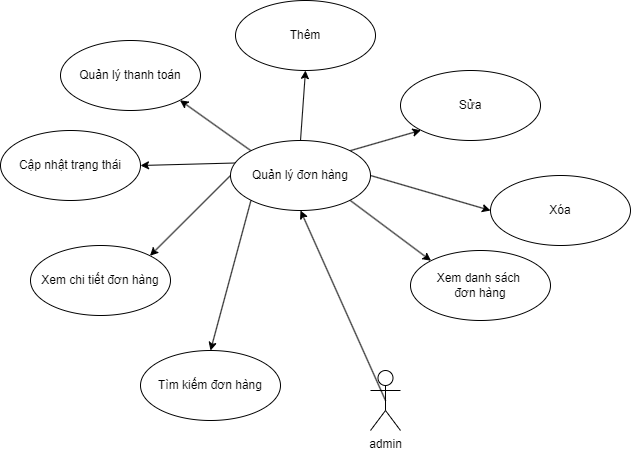 Thêm
Quản lý thanh toán
Sửa
Cập nhật trạng thái
Quản lý đơn hàng
Xóa
Xem chi tiết đơn hàng
Xem danh sách
đơn hàng
Tìm kiếm đơn hàng
admin